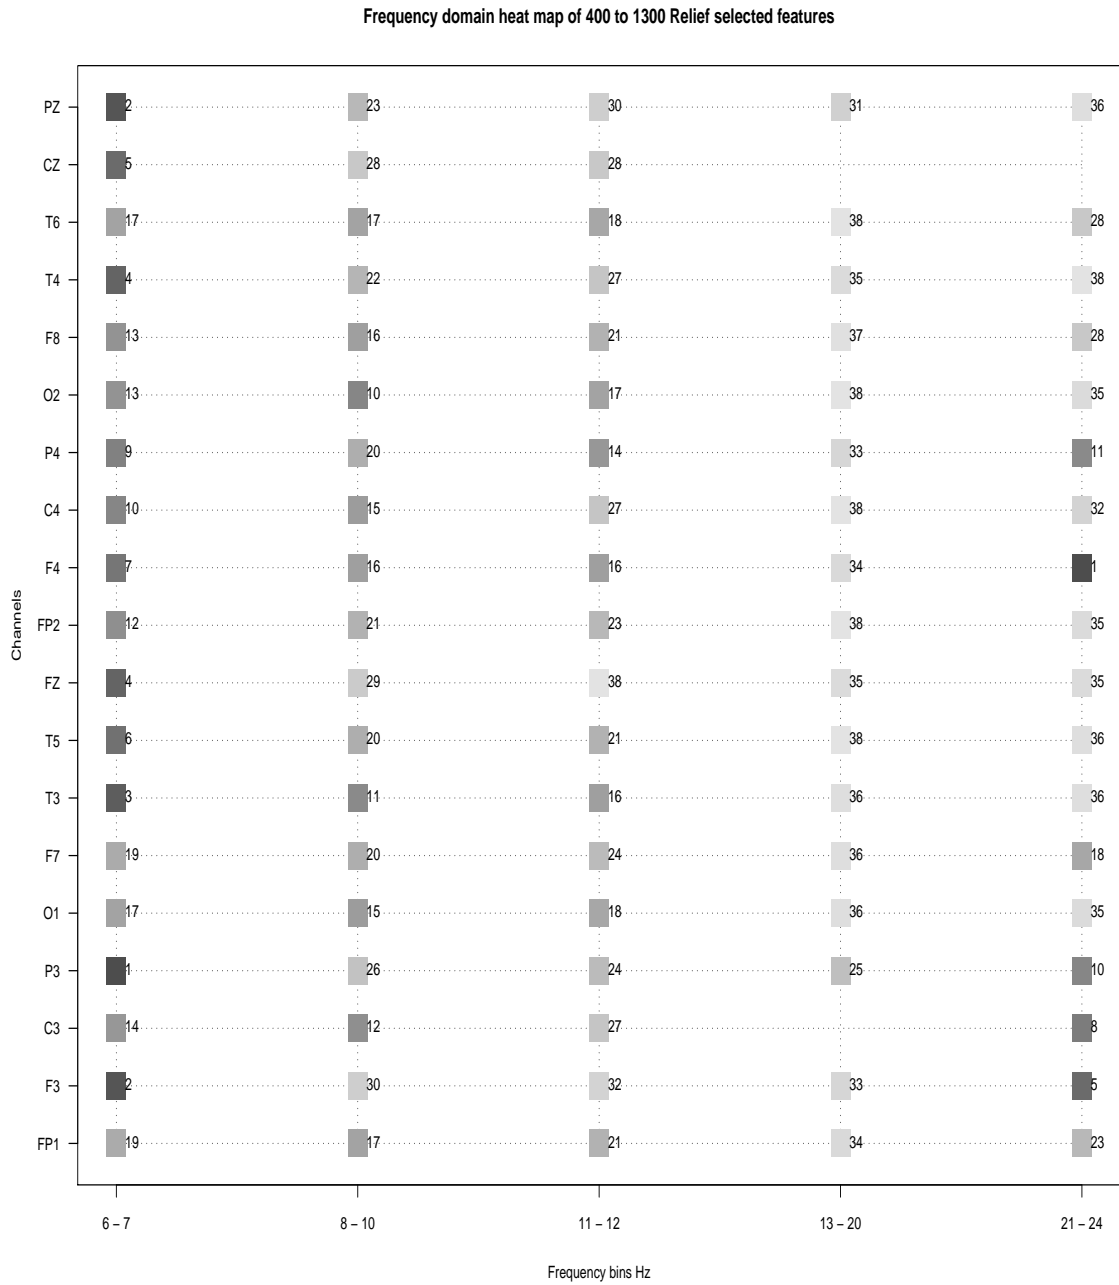 Frequency domain heat map of 400 to 1300 Relief selected features
PZ 2 23 30 31 36
CZ 5 28 28
T6 17 17 18 38 28
T4 4 22 27 35 38
F8 13 16 21 37 28
O2 13 10 17 38 35
P4 9 20 14 33 11
C4 10 15 27 38 32
F4 7 16 16 34 1
FP2 12 21 23 38 35
FZ 4 29 38 35 35
T5 6 20 21 38 36
T3 3 11 16 36 36
F7 19 20 24 36 18
O1 17 15 18 36 35
P3 1 26 24 25 10
C3 14 12 27 8
F3 2 30 32 33 5
FP1 19 17 21 34 23
Channels
6 – 7 8 – 10 11 – 12 13 – 20 21 – 24
Frequency bins Hz